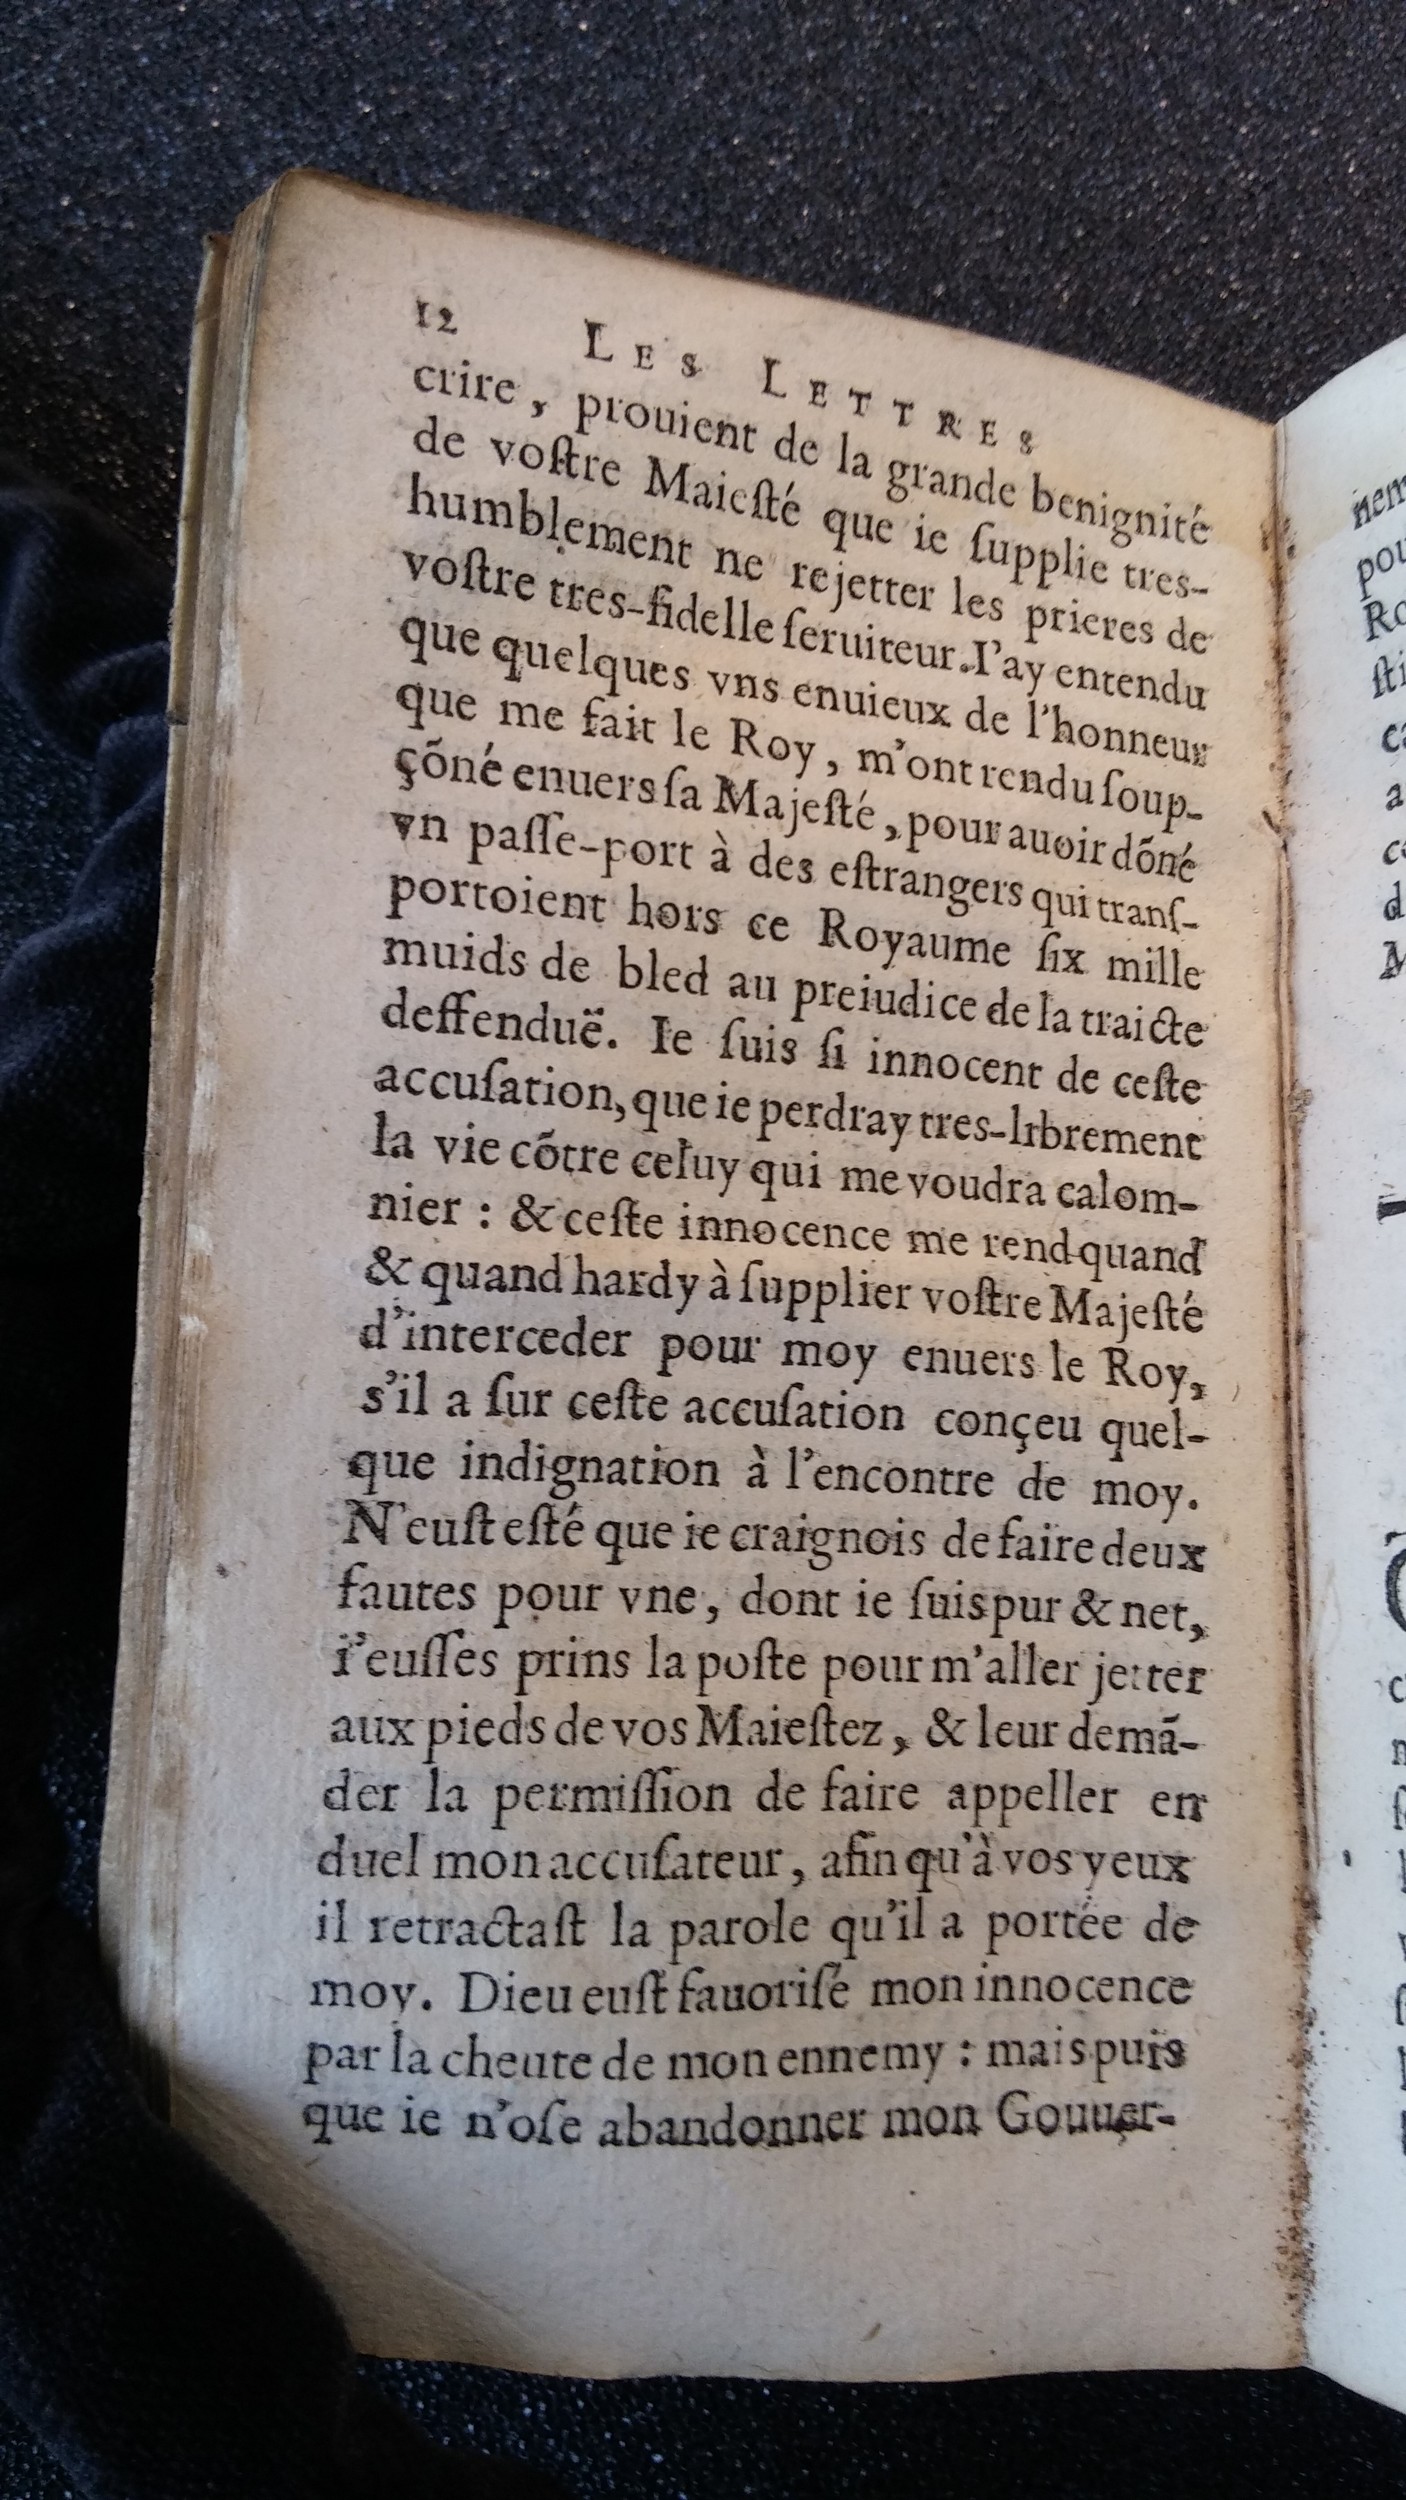 12 LES LETTRES
crire, prouient de la grande benignité
de voſtre Maieſté que ie ſupplie tres-
humblement ne rejetter les prieres de
voſtre tres-fidelle ſeruiteur. I'ay entendu
que quelques vns enuieux de l'honneur
que me fait le Roy, m'ont rendu ſoup-
çõné enuers ſa Majeſté, pour auoir dõné
vn paſſe-port à des eſtrangers qui tranſ-
portoient hors ce Royaume ſix mille
muids de bled au preiudice de la traicte
deffenduë. Ie ſuis ſi innocent de ceſte
accuſation, que ie perdray tres-lrbrement
la vie cõtre celuy qui me voudra calom-
nier : & ceſte innocence me rend quand
& quand hardy à ſupplier voſtre Majeſté
d'interceder pour moy enuers le Roy,
s'il a ſur ceſte accuſation conçeu quel-
que indignation à l'encontre de moy.
N'euſt eſté que ie craignois de faire deux
fautes pour vne, dont ie ſuis pur & net,
i'euſſes prins la poſte pour m'aller jetter
aux pieds de vos Maieſtez, & leur demã-
der la permiſſion de faire appeller en
duel mon accuſateur, afin qu'à vos yeux
il retractaſt la parole qu'il a portée de
moy. Dieu euſt fauoriſé mon innocence
par la cheute de mon ennemy : mais puis
que ie n'oſe abandonner mon Gouuer-